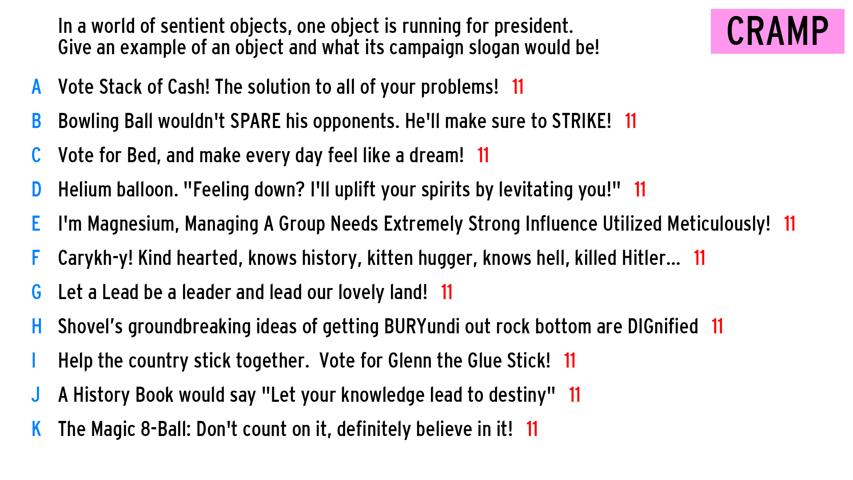 In a world of sentient objects, one object is running for president.
Give an example of an object and what its campaign slogan would be!
CRAMP
A Vote Stack of Cash! The solution to all of your problems! 11
B Bowling Ball wouldn't SPARE his opponents. He'll make sure to STRIKE! 11
C Vote for Bed, and make every day feel like a dream! 11
D Helium balloon. "Feeling down? I'll uplift your spirits by levitating you!" 11
E I'm Magnesium, Managing A Group Needs Extremely Strong Influence Utilized Meticulously! 11
F Carykh-y! Kind hearted, knows history, kitten hugger, knows hell, killed Hitler... 11
G Let a Lead be a leader and lead our lovely land! 11
H Shovel’s groundbreaking ideas of getting BURYundi out rock bottom are DIGnified 11
I Help the country stick together.  Vote for Glenn the Glue Stick! 11
J A History Book would say "Let your knowledge lead to destiny" 11
K The Magic 8-Ball: Don't count on it, definitely believe in it! 11